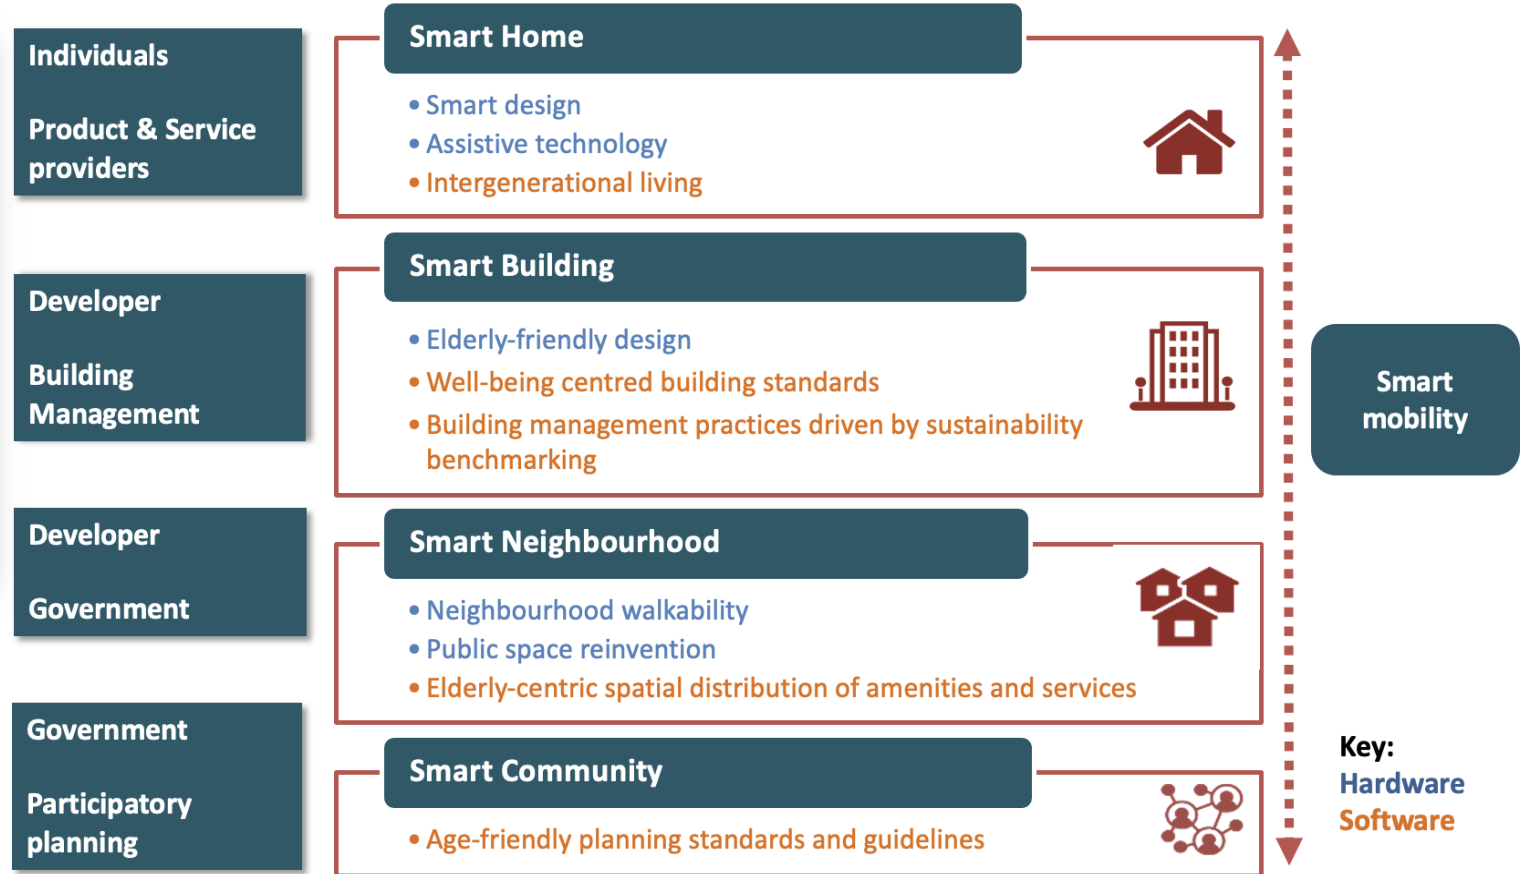 Individuals
Product & Service
providers
Smart Home
• Smart design
• Assistive technology
• Intergenerational living
Developer
Building
Management
Smart Building
• Elderly-friendly design
• Well-being centred building standards
• Building management practices driven by sustainability
benchmarking
Developer
Government
Smart Neighbourhood
• Neighbourhood walkability
• Public space reinvention
• Elderly-centric spatial distribution of amenities and services
Government
Participatory
planning
Smart Community
• Age-friendly planning standards and guidelines
Smart
mobility
Key:
Hardware
Software